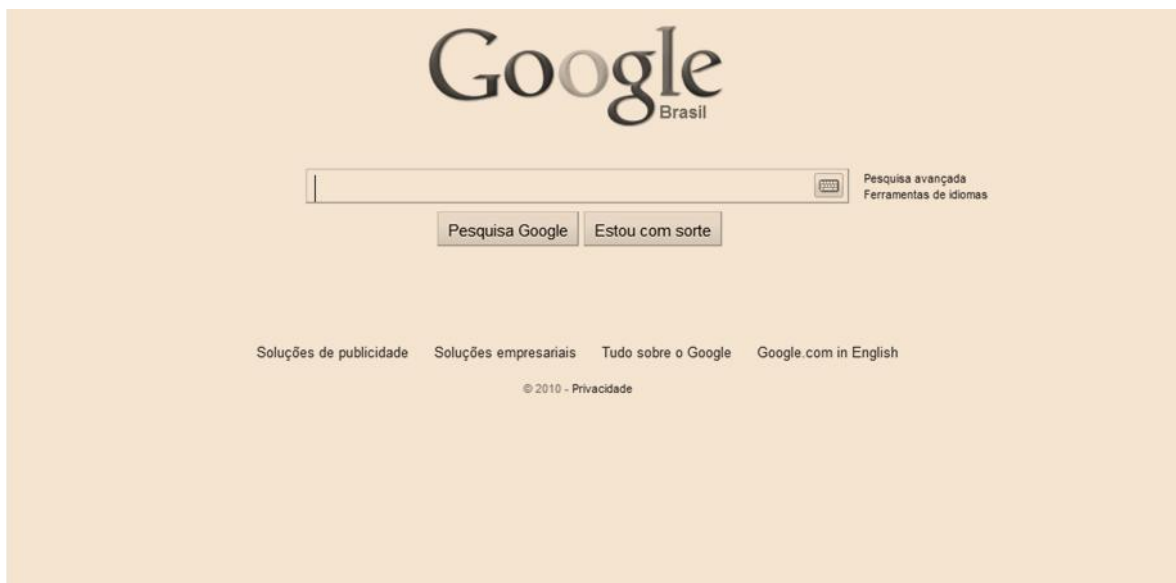 Google
Brasil
Pesquisa avançada
Ferramentas de idiomas
Pesquisa Google Estou com sorte
Soluções de publicidade Soluções empresariais Tudo sobre o Google Google.com in English
© 2010 - Privacidade